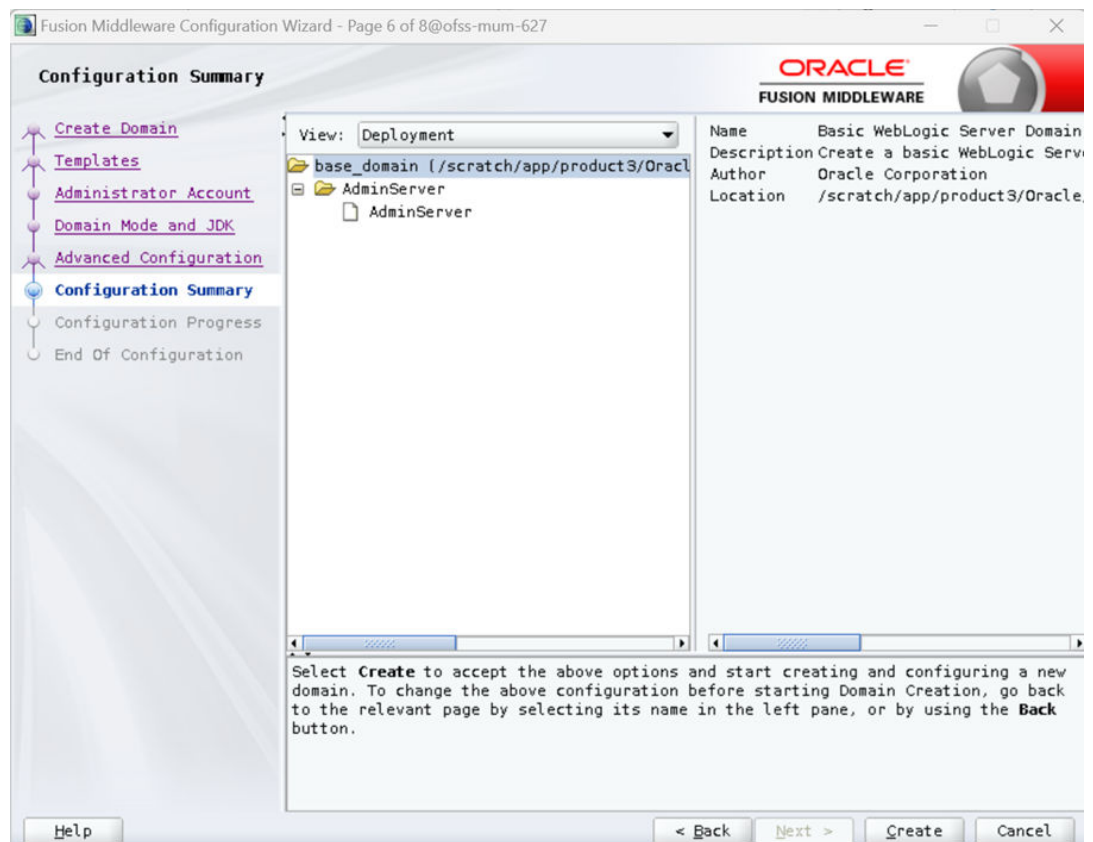 Fusion Middleware Configuration Wizard - Page 6 of 8@ofss-mum-627
Configuration Summary
ORACLE
FUSION MIDDLEWARE
Create Domain
Templates
Administrator Account
Domain Mode and JDK
Advanced Configuration
Configuration Summary
Configuration Progress
End Of Configuration
View: Deployment
base_domain (/scratch/app/product3/Oracl
AdminServer
AdminServer
Name Basic WebLogic Server Domain
Description Create a basic WebLogic Serv
Author Oracle Corporation
Location /scratch/app/product3/Oracle
Select Create to accept the above options and start creating and configuring a new
domain. To change the above configuration before starting Domain Creation, go back
to the relevant page by selecting its name in the left pane, or by using the Back
button.
Help
< Back
Next >
Create
Cancel